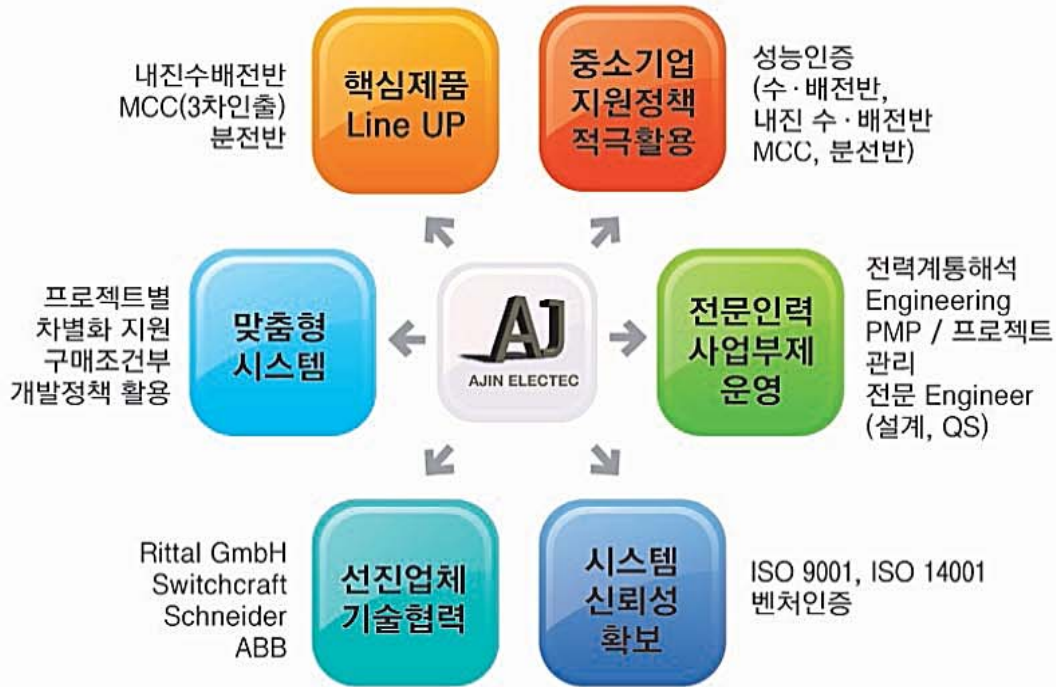 내진수배전반
MCC(3차인출)
분전반
핵심제품
Line UP
중소기업
지원정책
적극활용
성능인증
(수·배전반,
내진 수·배전반
MCC, 분선반)
프로젝트별
차별화 지원
구매조건부
개발정책 활용
맞춤형
시스템
AJ
AJIN ELECTEC
전문인력
사업부제
운영
전력계통해석
Engineering
PMP / 프로젝트
관리
전문 Engineer
(설계, QS)
Rittal GmbH
Switchcraft
Schneider
ABB
선진업체
기술협력
시스템
신뢰성
확보
ISO 9001, ISO 14001
벤처인증